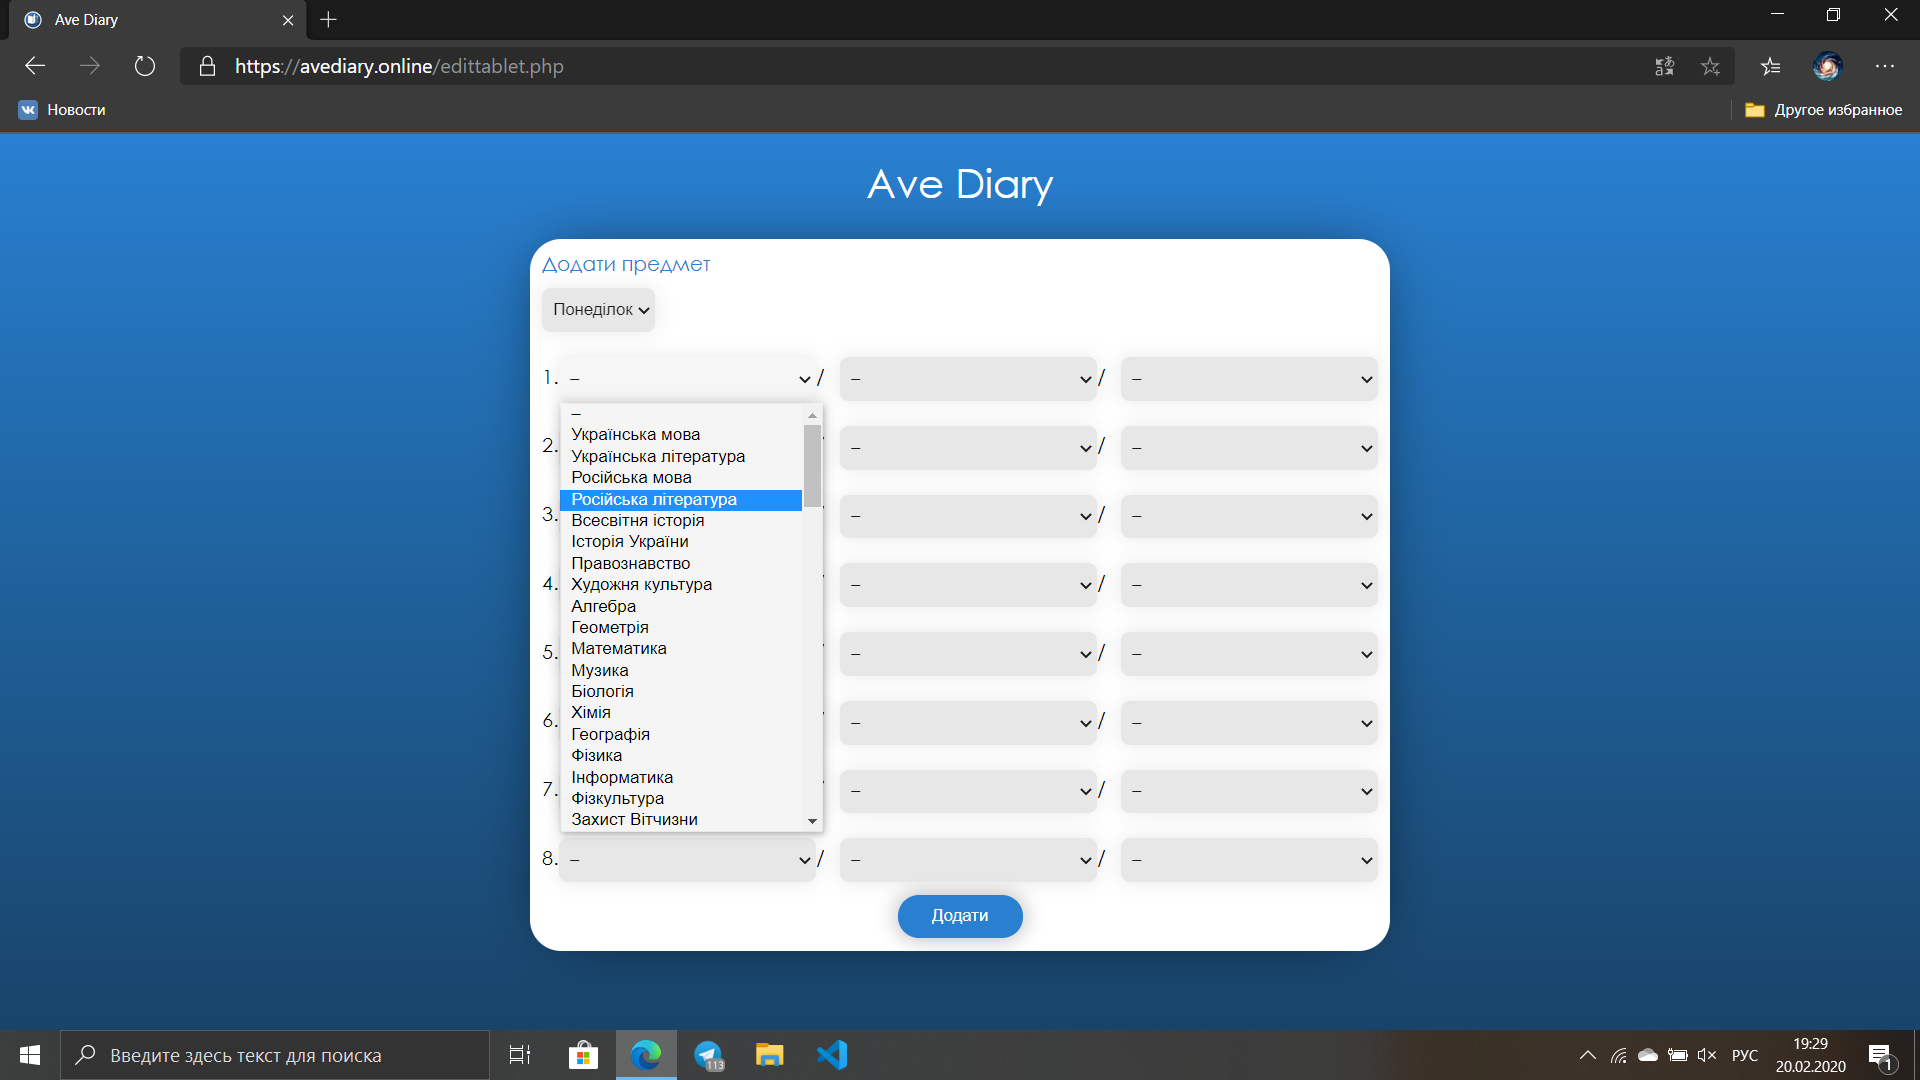 Ave Diary
https://avediary.online/edittablet.php
Новости
Другое избранное
Ave Diary
Додати предмет
Понеділок
1. – / – / –
–
Українська мова
Українська література
Російська мова
Російська література
Всесвітня історія
Історія України
Правознавство
Художня культура
Алгебра
Геометрія
Математика
Музика
Біологія
Хімія
Географія
Фізика
Інформатика
Фізкультура
Захист Вітчизни
2. – / –
3. – / –
4. – / –
5. – / –
6. – / –
7. – / –
8. – / – / –
Додати
Введите здесь текст для поиска
113
РУС
19:29
20.02.2020
1